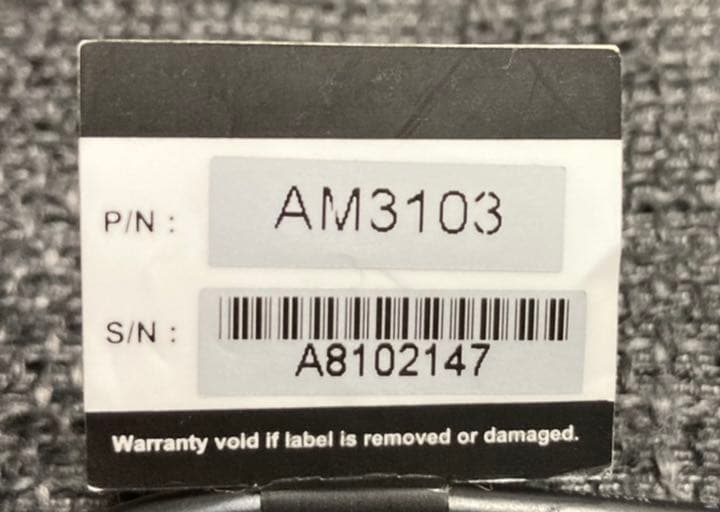 P/N : AM3103
S/N : A8102147
Warranty void if label is removed or damaged.